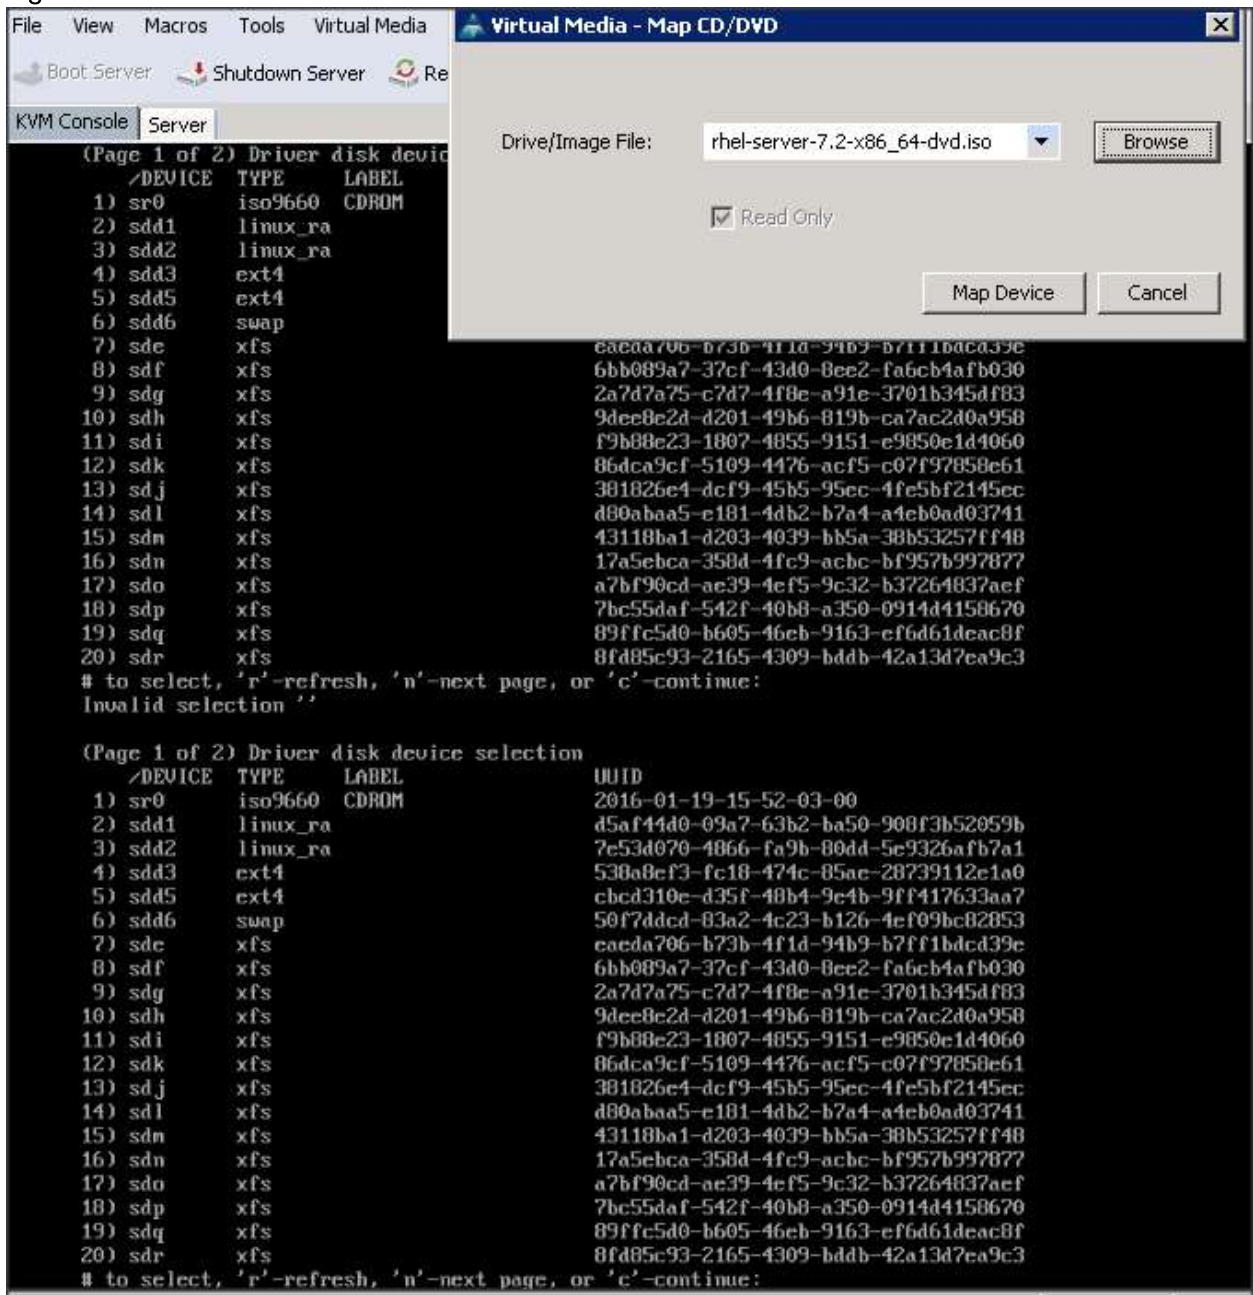 File View Macros Tools Virtual Media
Virtual Media - Map CD/DVD
Boot Server Shutdown Server Re
KVM Console Server
Drive/Image File: rhel-server-7.2-x86_64-dvd.iso Browse
Read Only
Map Device Cancel
(Page 1 of 2) Driver disk devic
/DEVICE TYPE LABEL
1) sr0 iso9660 CDROM
2) sdd1 linux_ra
3) sdd2 linux_ra
4) sdd3 ext4
5) sdd5 ext4
6) sdd6 swap
7) sde xfs eaeda706-b73b-4f1d-94b9-b7ff1bdcd39e
8) sdf xfs 6bb089a7-37cf-43d0-8ee2-fa6cb4afb030
9) sdg xfs 2a7d7a75-c7d7-4f8e-a91e-3701b345df83
10) sdh xfs 9dee8e2d-d201-49b6-819b-ca7ac2d0a958
11) sdi xfs f9b88e23-1807-4855-9151-e9850e1d4060
12) sdk xfs 86dca9cf-5109-4476-acf5-c07f97858e61
13) sdj xfs 381826e4-dcf9-45b5-95ec-4fe5bf2145ec
14) sdl xfs d80abaa5-e181-4db2-b7a4-a4eb0ad03741
15) sdm xfs 43118ba1-d203-4039-bb5a-38b53257ff48
16) sdn xfs 17a5ebca-358d-4fc9-acbc-bf957b997877
17) sdo xfs a7bf90cd-ae39-4ef5-9c32-b37264837aef
18) sdp xfs 7bc55daf-542f-40b8-a350-0914d4158670
19) sdq xfs 89ffc5d0-b605-46eb-9163-ef6d61deac8f
20) sdr xfs 8fd85c93-2165-4309-bddb-42a13d7ea9c3
# to select, 'r'-refresh, 'n'-next page, or 'c'-continue:
Invalid selection ''
(Page 1 of 2) Driver disk device selection
/DEVICE TYPE LABEL UUID
1) sr0 iso9660 CDROM 2016-01-19-15-52-03-00
2) sdd1 linux_ra d5af44d0-09a7-63b2-ba50-908f3b52059b
3) sdd2 linux_ra 7e53d070-4866-fa9b-80dd-5e9326afb7a1
4) sdd3 ext4 538a8ef3-fc18-474c-85ae-28739112e1a0
5) sdd5 ext4 cbcd310e-d35f-48b4-9e4b-9ff417633aa7
6) sdd6 swap 50f7ddcd-83a2-4c23-b126-4ef09bc82853
7) sde xfs eaeda706-b73b-4f1d-94b9-b7ff1bdcd39e
8) sdf xfs 6bb089a7-37cf-43d0-8ee2-fa6cb4afb030
9) sdg xfs 2a7d7a75-c7d7-4f8e-a91e-3701b345df83
10) sdh xfs 9dee8e2d-d201-49b6-819b-ca7ac2d0a958
11) sdi xfs f9b88e23-1807-4855-9151-e9850e1d4060
12) sdk xfs 86dca9cf-5109-4476-acf5-c07f97858e61
13) sdj xfs 381826e4-dcf9-45b5-95ec-4fe5bf2145ec
14) sdl xfs d80abaa5-e181-4db2-b7a4-a4eb0ad03741
15) sdm xfs 43118ba1-d203-4039-bb5a-38b53257ff48
16) sdn xfs 17a5ebca-358d-4fc9-acbc-bf957b997877
17) sdo xfs a7bf90cd-ae39-4ef5-9c32-b37264837aef
18) sdp xfs 7bc55daf-542f-40b8-a350-0914d4158670
19) sdq xfs 89ffc5d0-b605-46eb-9163-ef6d61deac8f
20) sdr xfs 8fd85c93-2165-4309-bddb-42a13d7ea9c3
# to select, 'r'-refresh, 'n'-next page, or 'c'-continue: